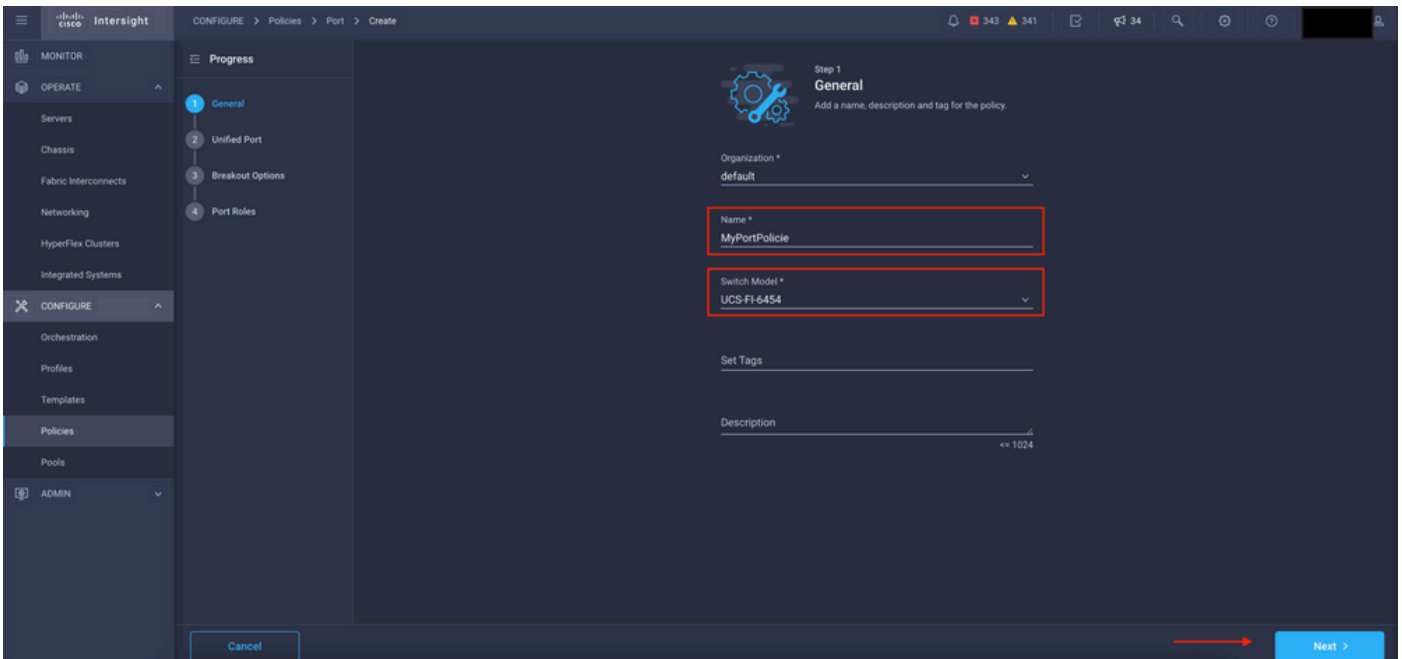 cisco Intersight
CONFIGURE > Policies > Port > Create
343 341
34
MONITOR
OPERATE
Servers
Chassis
Fabric Interconnects
Networking
HyperFlex Clusters
Integrated Systems
CONFIGURE
Orchestration
Profiles
Templates
Policies
Pools
ADMIN
Progress
1 General
2 Unified Port
3 Breakout Options
4 Port Roles
Step 1
General
Add a name, description and tag for the policy.
Organization *
default
Name *
MyPortPolicie
Switch Model *
UCS-FI-6454
Set Tags
Description
<= 1024
Cancel
Next >